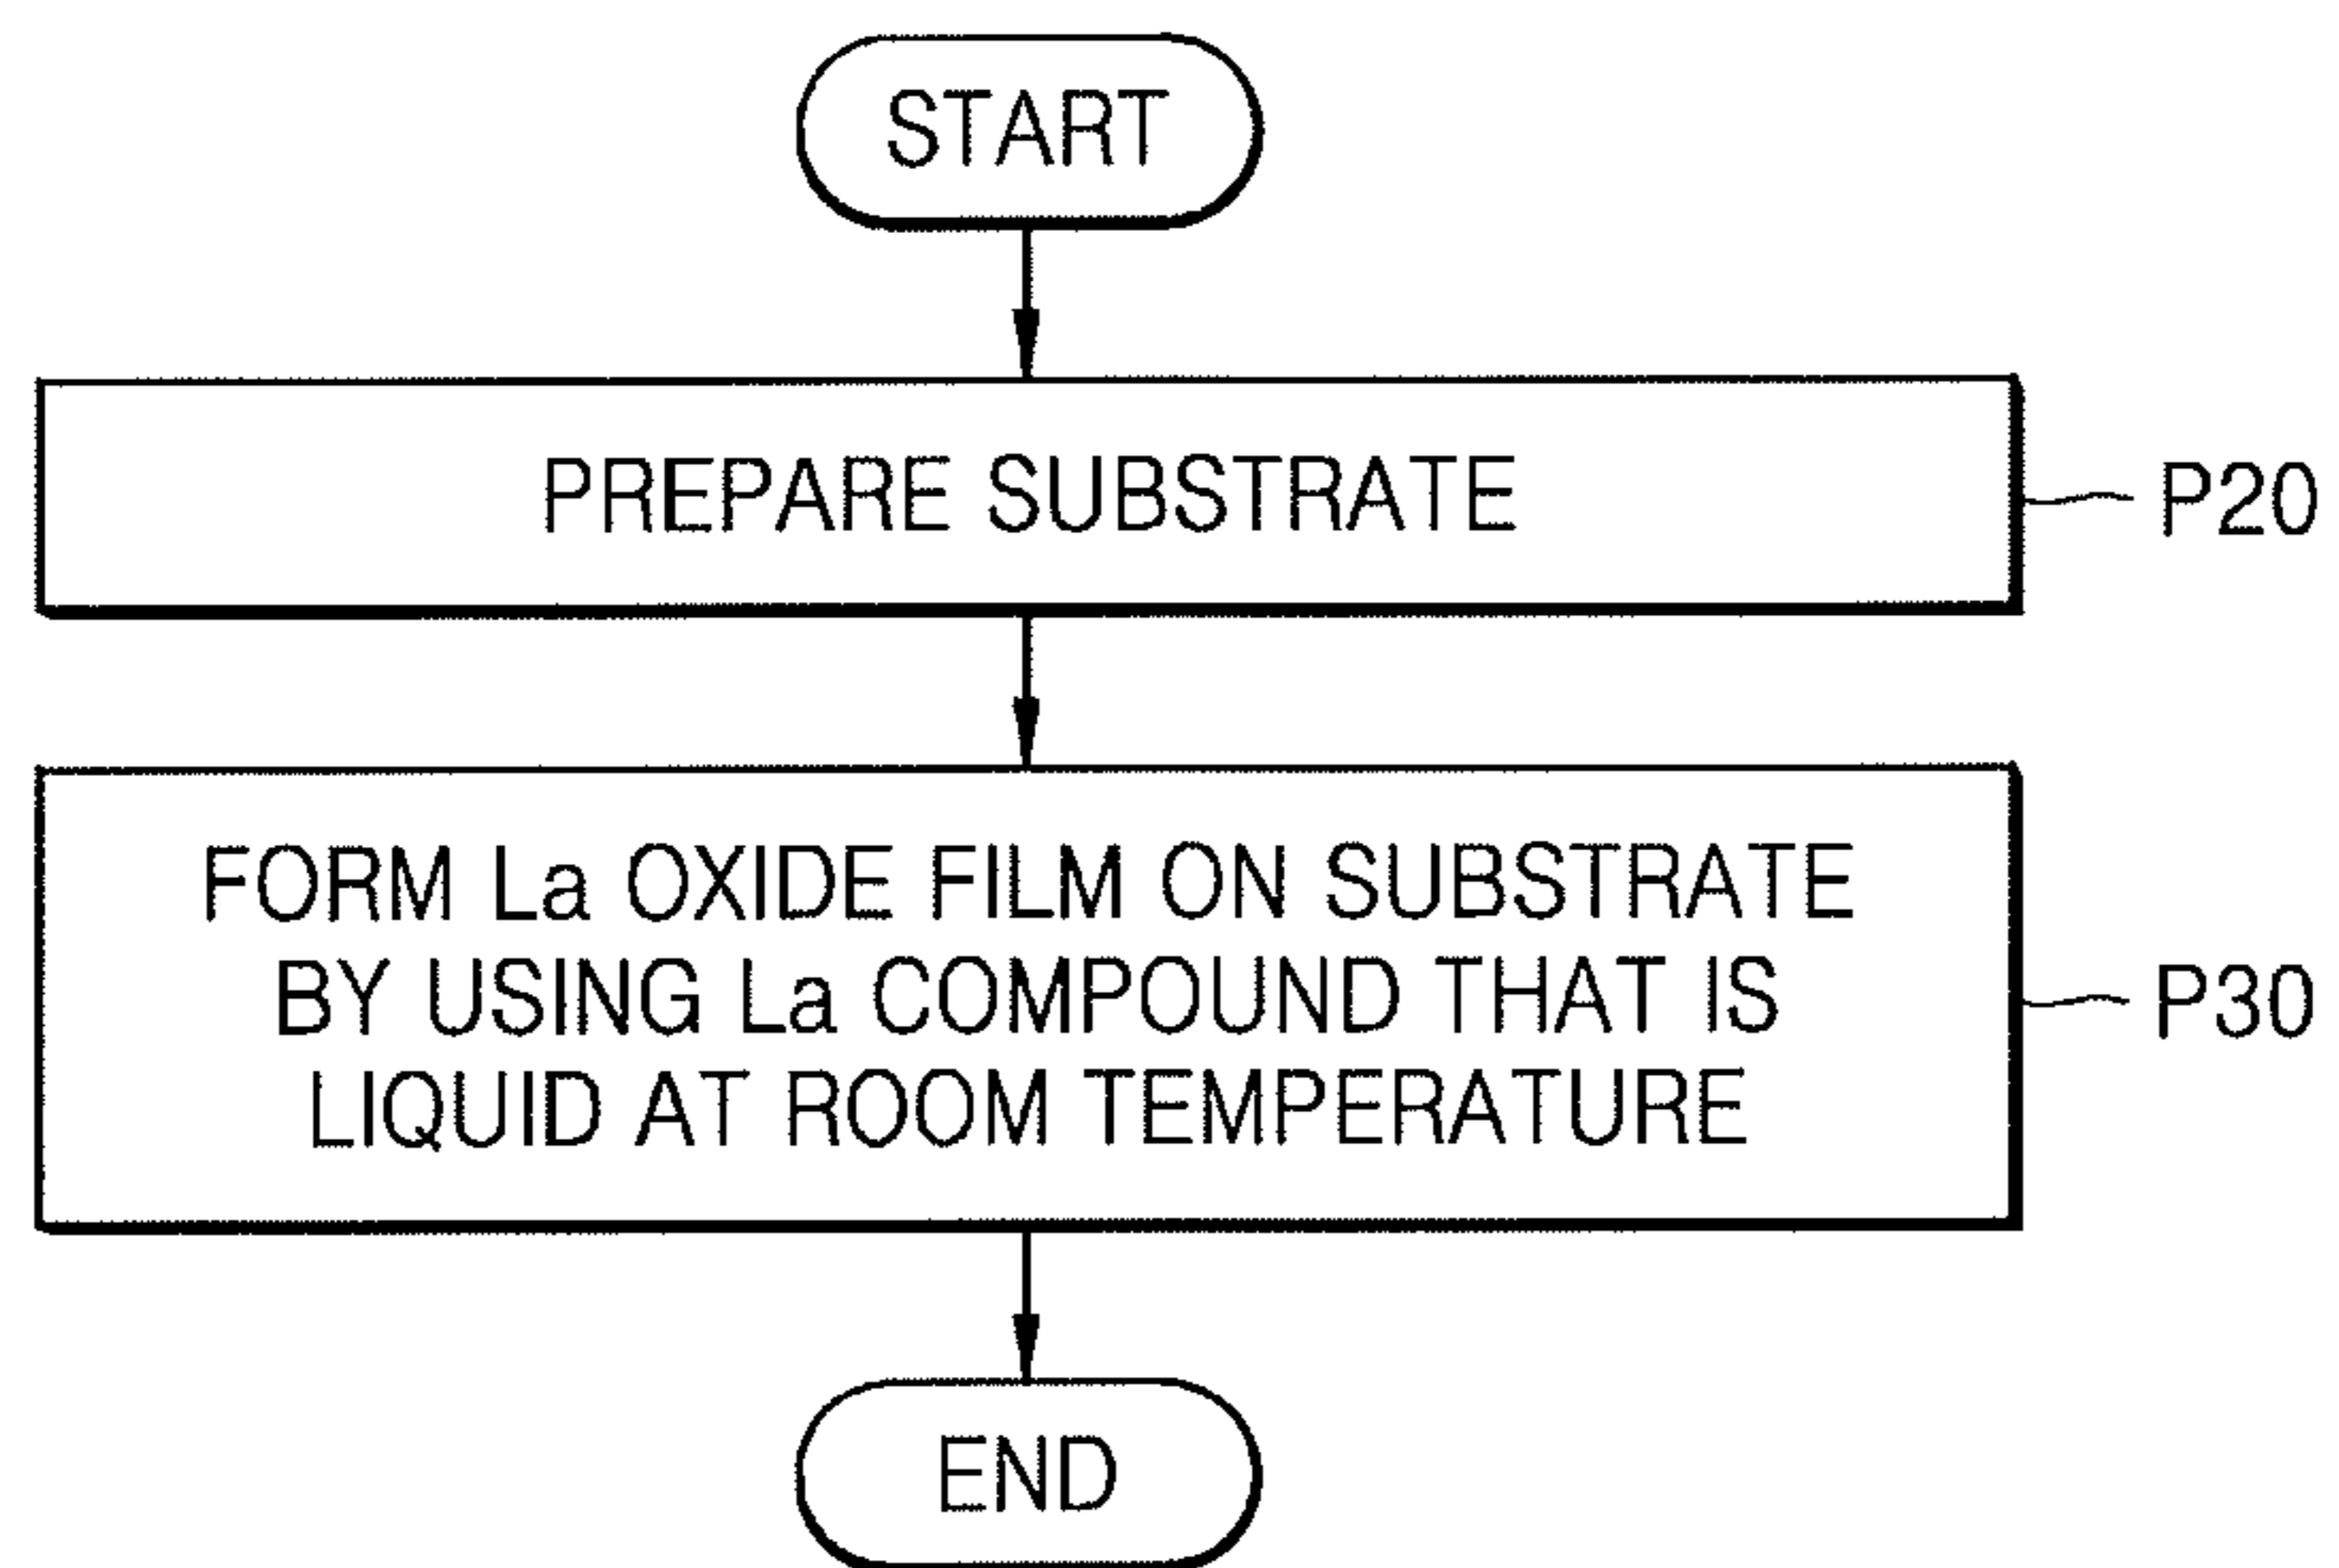 START
PREPARE SUBSTRATE
P20
FORM La OXIDE FILM ON SUBSTRATE
BY USING La COMPOUND THAT IS
LIQUID AT ROOM TEMPERATURE
P30
END